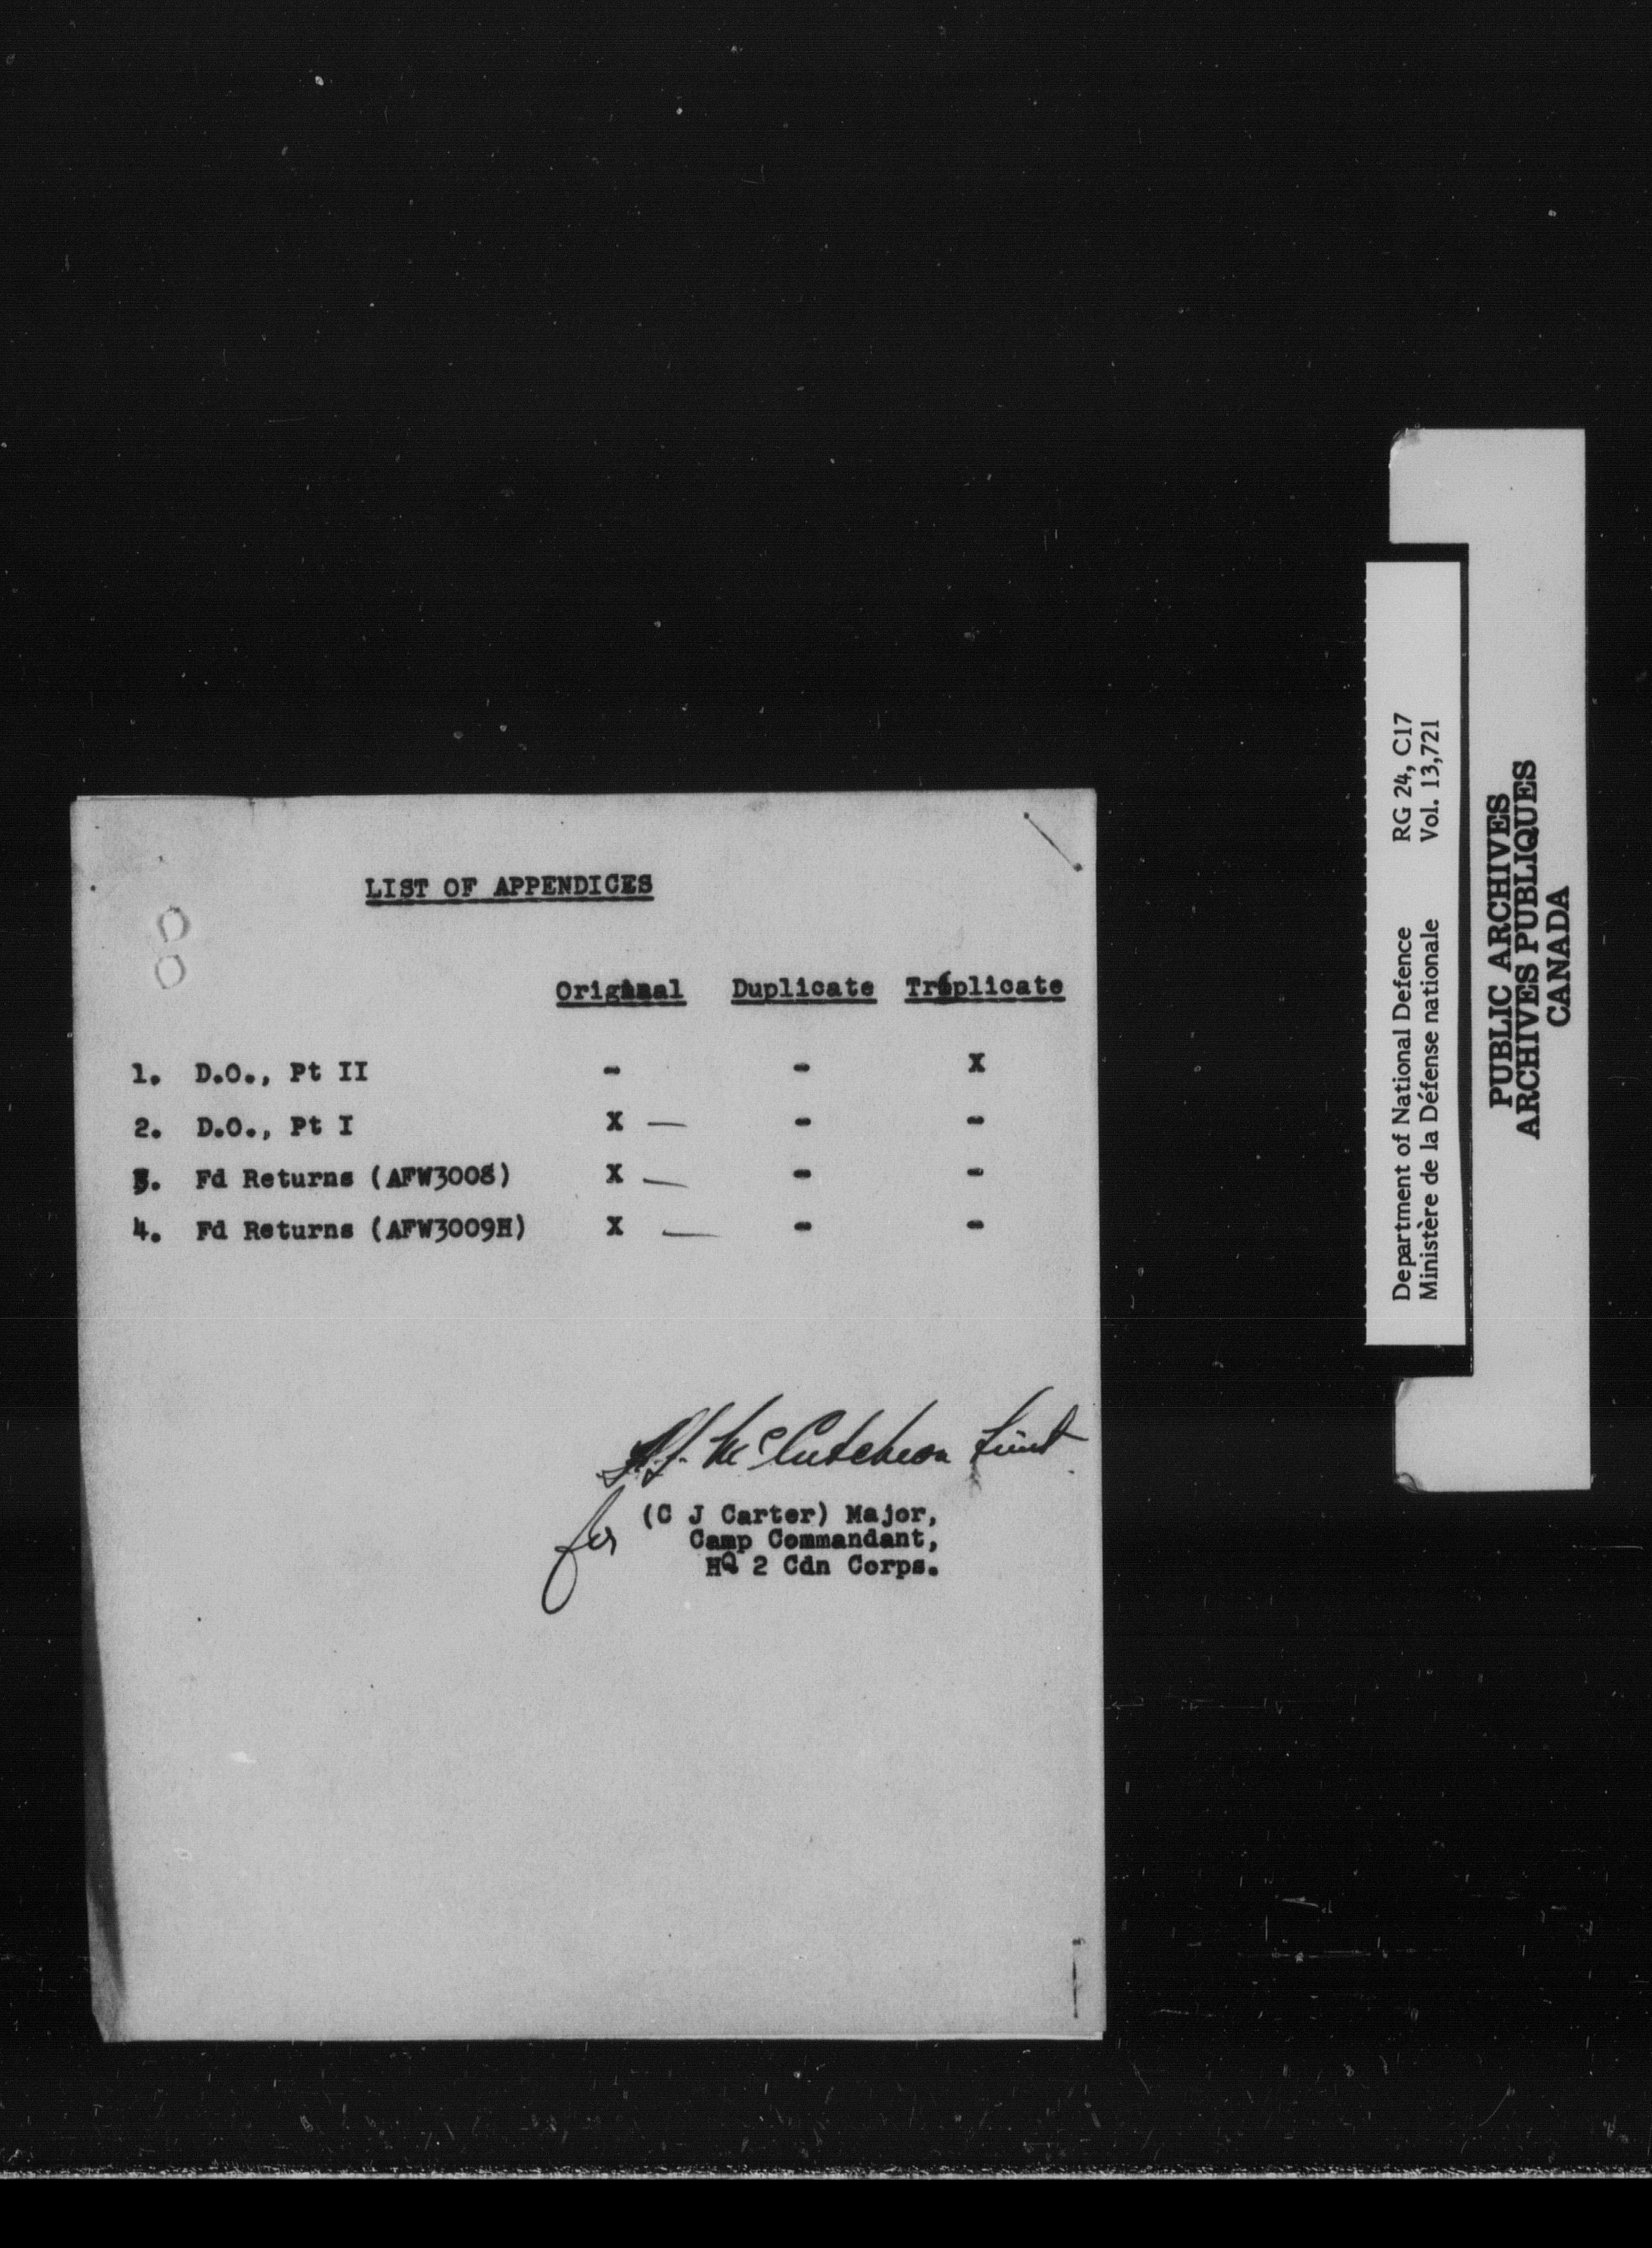 LIST OF APPENDICES
Original Duplicate Triplicate
1. D.O., Pt II - - X
2. D.O., Pt I X — - -
3. Fd Returns (AFW3008) X — - -
4. Fd Returns (AFW3009H) X — - -
McCutcheon Lieut
for
(C J Carter) Major,
Camp Commandant,
HQ 2 Cdn Corps.
Department of National Defence RG 24, C17
Ministère de la Défense nationale Vol. 13,721
PUBLIC ARCHIVES
ARCHIVES PUBLIQUES
CANADA